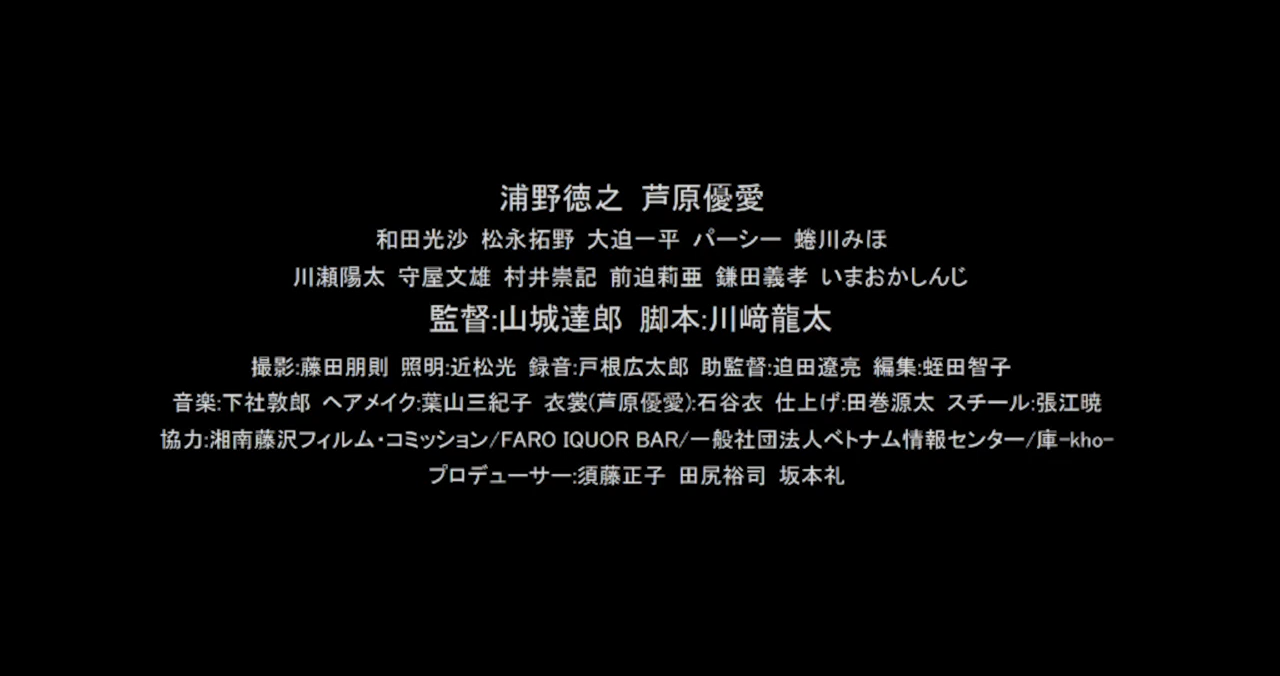 浦野徳之 芦原優愛
和田光沙 松永拓野 大迫一平 パーシー 蜷川みほ
川瀬陽太 守屋文雄 村井崇記 前迫莉亜 鎌田義孝 いまおかしんじ
監督:山城達郎 脚本:川﨑龍太
撮影:藤田朋則 照明:近松光 録音:戸根広太郎 助監督:迫田遼亮 編集:蛭田智子
音楽:下社敦郎 ヘアメイク:葉山三紀子 衣裳(芦原優愛):石谷衣 仕上げ:田巻源太 スチール:張江暁
協力:湘南藤沢フィルム・コミッション/FARO IQUOR BAR/一般社団法人ベトナム情報センター/庫-kho-
プロデューサー:須藤正子 田尻裕司 坂本礼